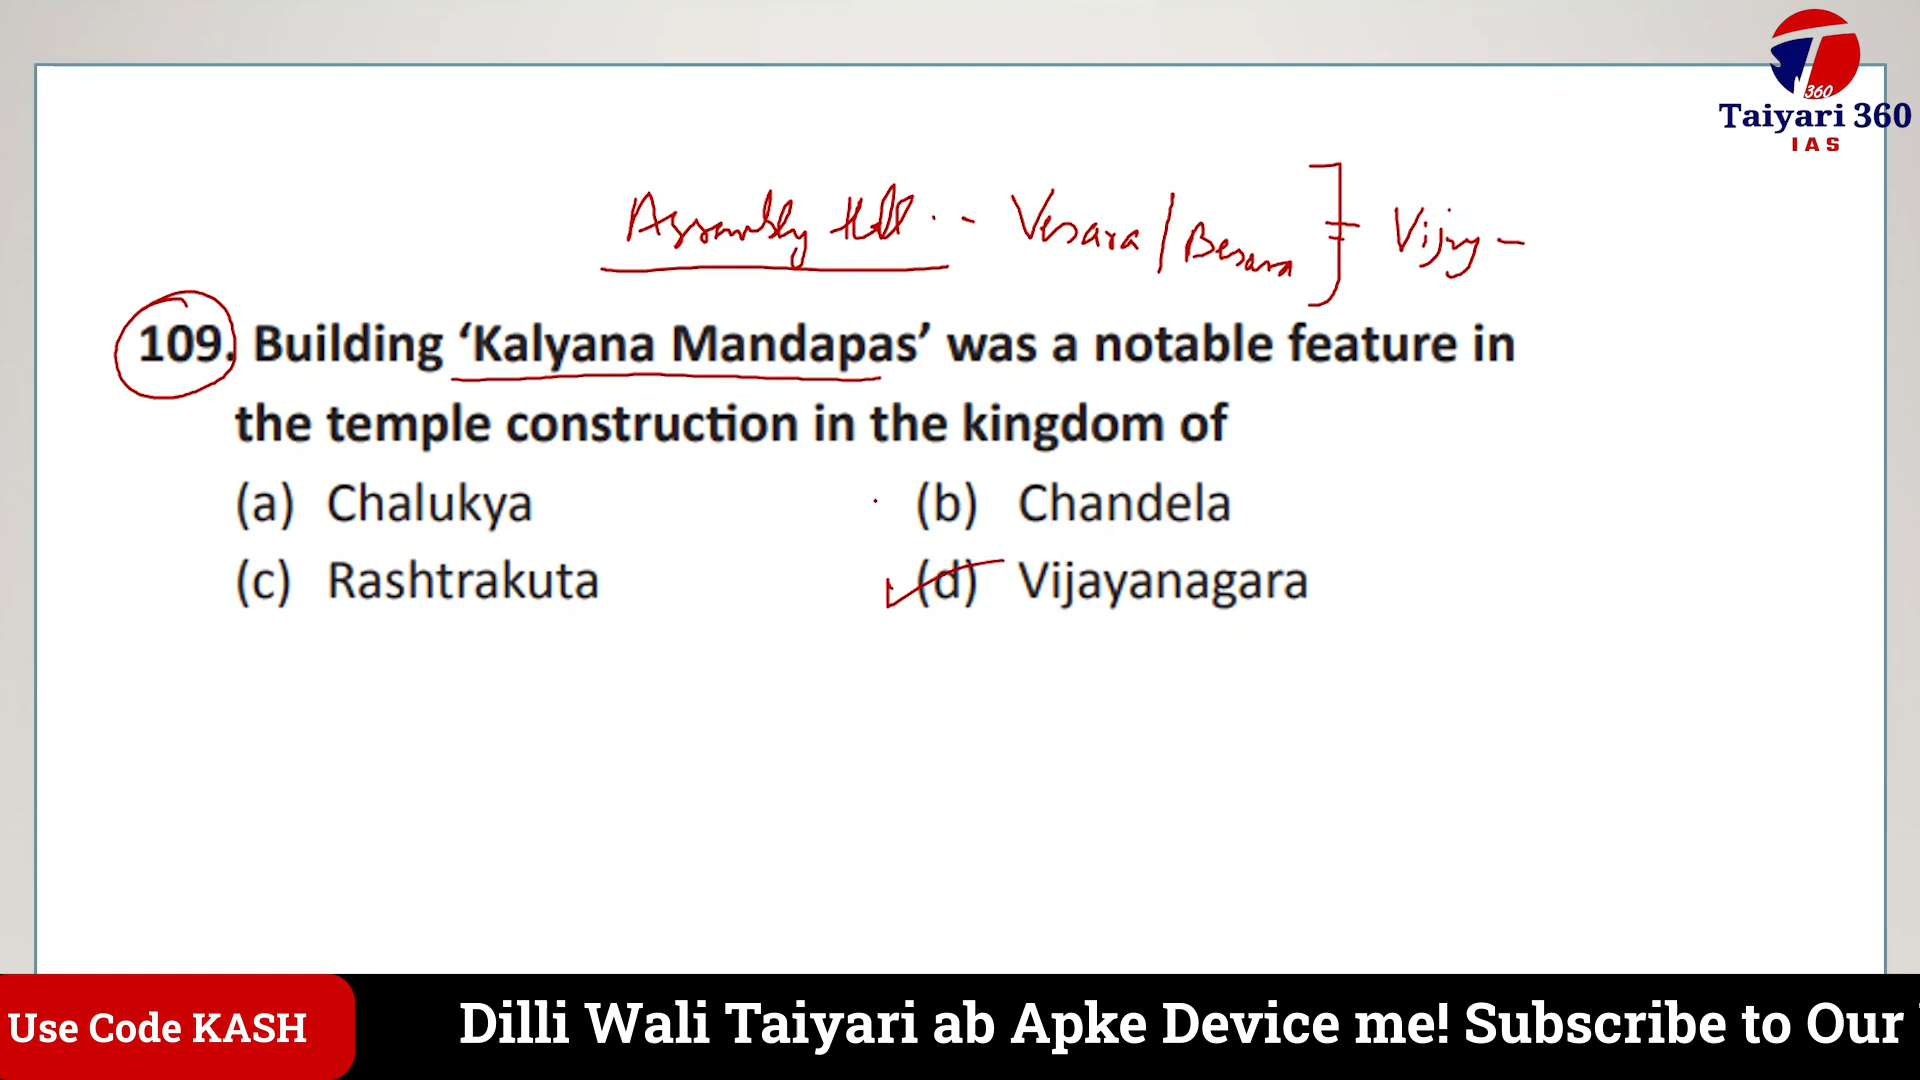 360
Taiyari 360
IAS
Assembly Hall -- Vesara / Besara Vijay -
109. Building ‘Kalyana Mandapas’ was a notable feature in
the temple construction in the kingdom of
(a) Chalukya (b) Chandela
(c) Rashtrakuta (d) Vijayanagara
Use Code KASH Dilli Wali Taiyari ab Apke Device me! Subscribe to Our